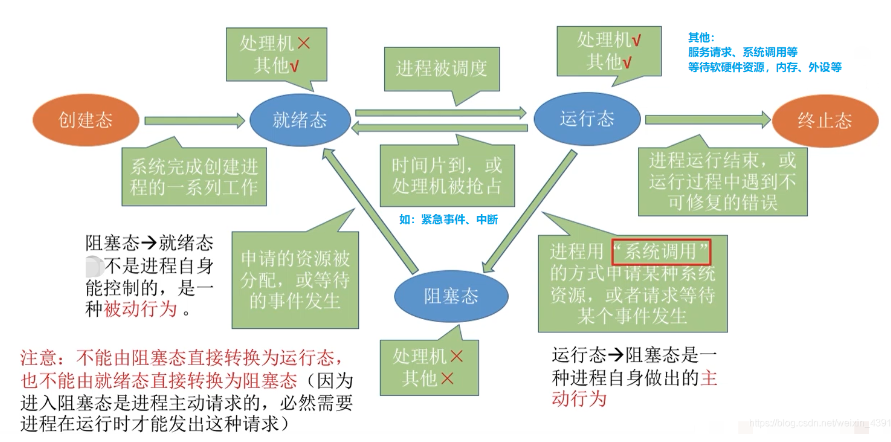 处理机×
其他√
处理机√
其他√
其他:
服务请求、系统调用等
等待软硬件资源，内存、外设等
进程被调度
创建态
就绪态
运行态
终止态
系统完成创建进
程的一系列工作
时间片到，或
处理机被抢占
进程运行结束，或
运行过程中遇到不
可修复的错误
如：紧急事件、中断
阻塞态→就绪态
不是进程自身
能控制的，是一
种被动行为。
申请的资源被
分配，或等待
的事件发生
阻塞态
进程用“系统调用”
的方式申请某种系统
资源，或者请求等待
某个事件发生
处理机×
其他×
运行态→阻塞态是一
种进程自身做出的主
动行为
注意：不能由阻塞态直接转换为运行态，
也不能由就绪态直接转换为阻塞态（因为
进入阻塞态是进程主动请求的，必然需要
进程在运行时才能发出这种请求）